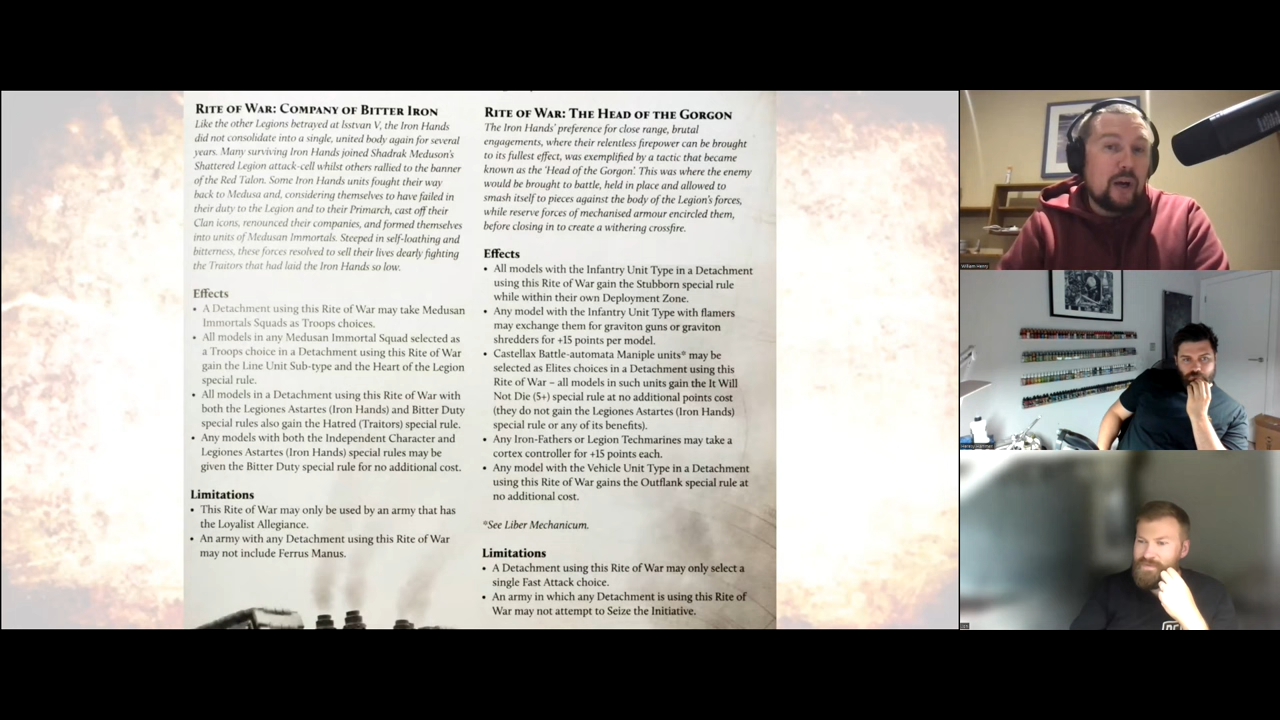 RITE OF WAR: COMPANY OF BITTER IRON
Like the other Legions betrayed at Isstvan V, the Iron Hands
did not consolidate into a single, united body again for several
years. Many surviving Iron Hands joined Shadrak Meduson's
Shattered Legion attack-cell whilst others rallied to the banner
of the Red Talon. Some Iron Hands units fought their way
back to Medusa and, considering themselves to have failed in
their duty to the Legion and to their Primarch, cast off their
Clan icons, renounced their companies, and formed themselves
into units of Medusan Immortals. Steeped in self-loathing and
bitterness, these forces resolved to sell their lives dearly fighting
the Traitors that had laid the Iron Hands so low.
Effects
• A Detachment using this Rite of War may take Medusan
Immortals Squads as Troops choices.
• All models in any Medusan Immortal Squad selected as
a Troops choice in a Detachment using this Rite of War
gain the Line Unit Sub-type and the Heart of the Legion
special rule.
• All models in a Detachment using this Rite of War with
both the Legiones Astartes (Iron Hands) and Bitter Duty
special rules also gain the Hatred (Traitors) special rule.
• Any models with both the Independent Character and
Legiones Astartes (Iron Hands) special rules may be
given the Bitter Duty special rule for no additional cost.
Limitations
• This Rite of War may only be used by an army that has
the Loyalist Allegiance.
• An army with any Detachment using this Rite of War
may not include Ferrus Manus.
RITE OF WAR: THE HEAD OF THE GORGON
The Iron Hands' preference for close range, brutal
engagements, where their relentless firepower can be brought
to its fullest effect, was exemplified by a tactic that became
known as the 'Head of the Gorgon'. This was where the enemy
would be brought to battle, held in place and allowed to
smash itself to pieces against the body of the Legion's forces,
while reserve forces of mechanised armour encircled them,
before closing in to create a withering crossfire.
Effects
• All models with the Infantry Unit Type in a Detachment
using this Rite of War gain the Stubborn special rule
while within their own Deployment Zone.
• Any model with the Infantry Unit Type with flamers
may exchange them for graviton guns or graviton
shredders for +15 points per model.
• Castellax Battle-automata Maniple units* may be
selected as Elites choices in a Detachment using this
Rite of War – all models in such units gain the It Will
Not Die (5+) special rule at no additional points cost
(they do not gain the Legiones Astartes (Iron Hands)
special rule or any of its benefits).
• Any Iron-Fathers or Legion Techmarines may take a
cortex controller for +15 points each.
• Any model with the Vehicle Unit Type in a Detachment
using this Rite of War gains the Outflank special rule at
no additional cost.
*See Liber Mechanicum.
Limitations
• A Detachment using this Rite of War may only select a
single Fast Attack choice.
• An army in which any Detachment is using this Rite of
War may not attempt to Seize the Initiative.